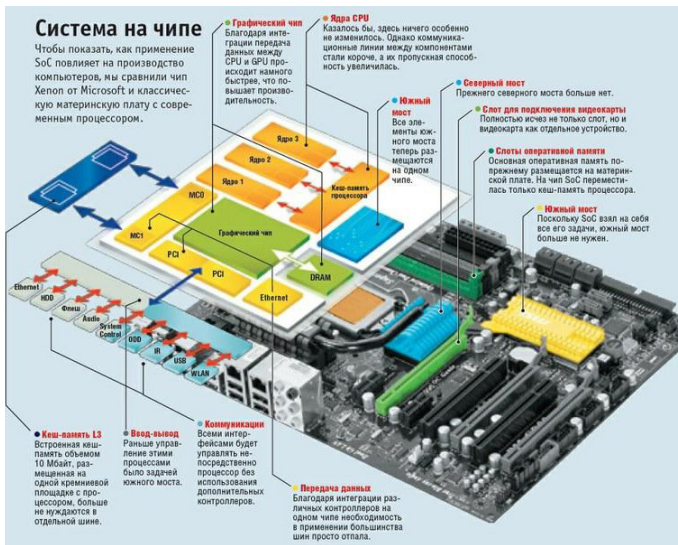 Система на чипе
Чтобы показать, как применение
SoC повлияет на производство
компьютеров, мы сравнили чип
Xenon от Microsoft и классичес-
кую материнскую плату с совре-
менным процессором.
Графический чип
Благодаря инте-
грации передача
данных между
CPU и GPU про-
исходит намного
быстрее, что по-
вышает произво-
дительность.
Ядра CPU
Казалось бы, здесь ничего особенно
не изменилось. Однако коммуника-
ционные линии между компонентами
стали короче, а их пропускная способ-
ность увеличилась.
Южный
мост
Все эле-
менты юж-
ного моста
теперь раз-
мещаются
на одном
чипе.
Северный мост
Прежнего северного моста больше нет.
Слот для подключения видеокарты
Полностью исчез не только слот, но и
видеокарта как отдельное устройство.
Слоты оперативной памяти
Основная оперативная память по-
прежнему размещается на материн-
ской плате. На чип SoC перемести-
лась только кеш-память процессора.
Южный мост
Поскольку SoC взял на себя
все его задачи, южный мост
больше не нужен.
Ядро 3
Ядро 2
Ядро 1
Кеш-память
процессора
MC0
MC1
Графический чип
PCI
PCI
DRAM
Ethernet
Ethernet
HDD
Флеш
Audio
System
Control
ODD
IR
USB
WLAN
Кеш-память L3
Встроенная кеш-
память объемом
10 Мбайт, раз-
мещенная на
одной кремниевой
площадке с про-
цессором, больше
не нуждаются в
отдельной шине.
Ввод-вывод
Раньше управ-
ление этими
процессами
было задачей
южного моста.
Коммуникации
Всеми интер-
фейсами будет
управлять не-
посредственно
процессор без
использования
дополнительных
контроллеров.
Передача данных
Благодаря интеграции раз-
личных контроллеров на
одном чипе необходимость
в применении большинства
шин просто отпала.